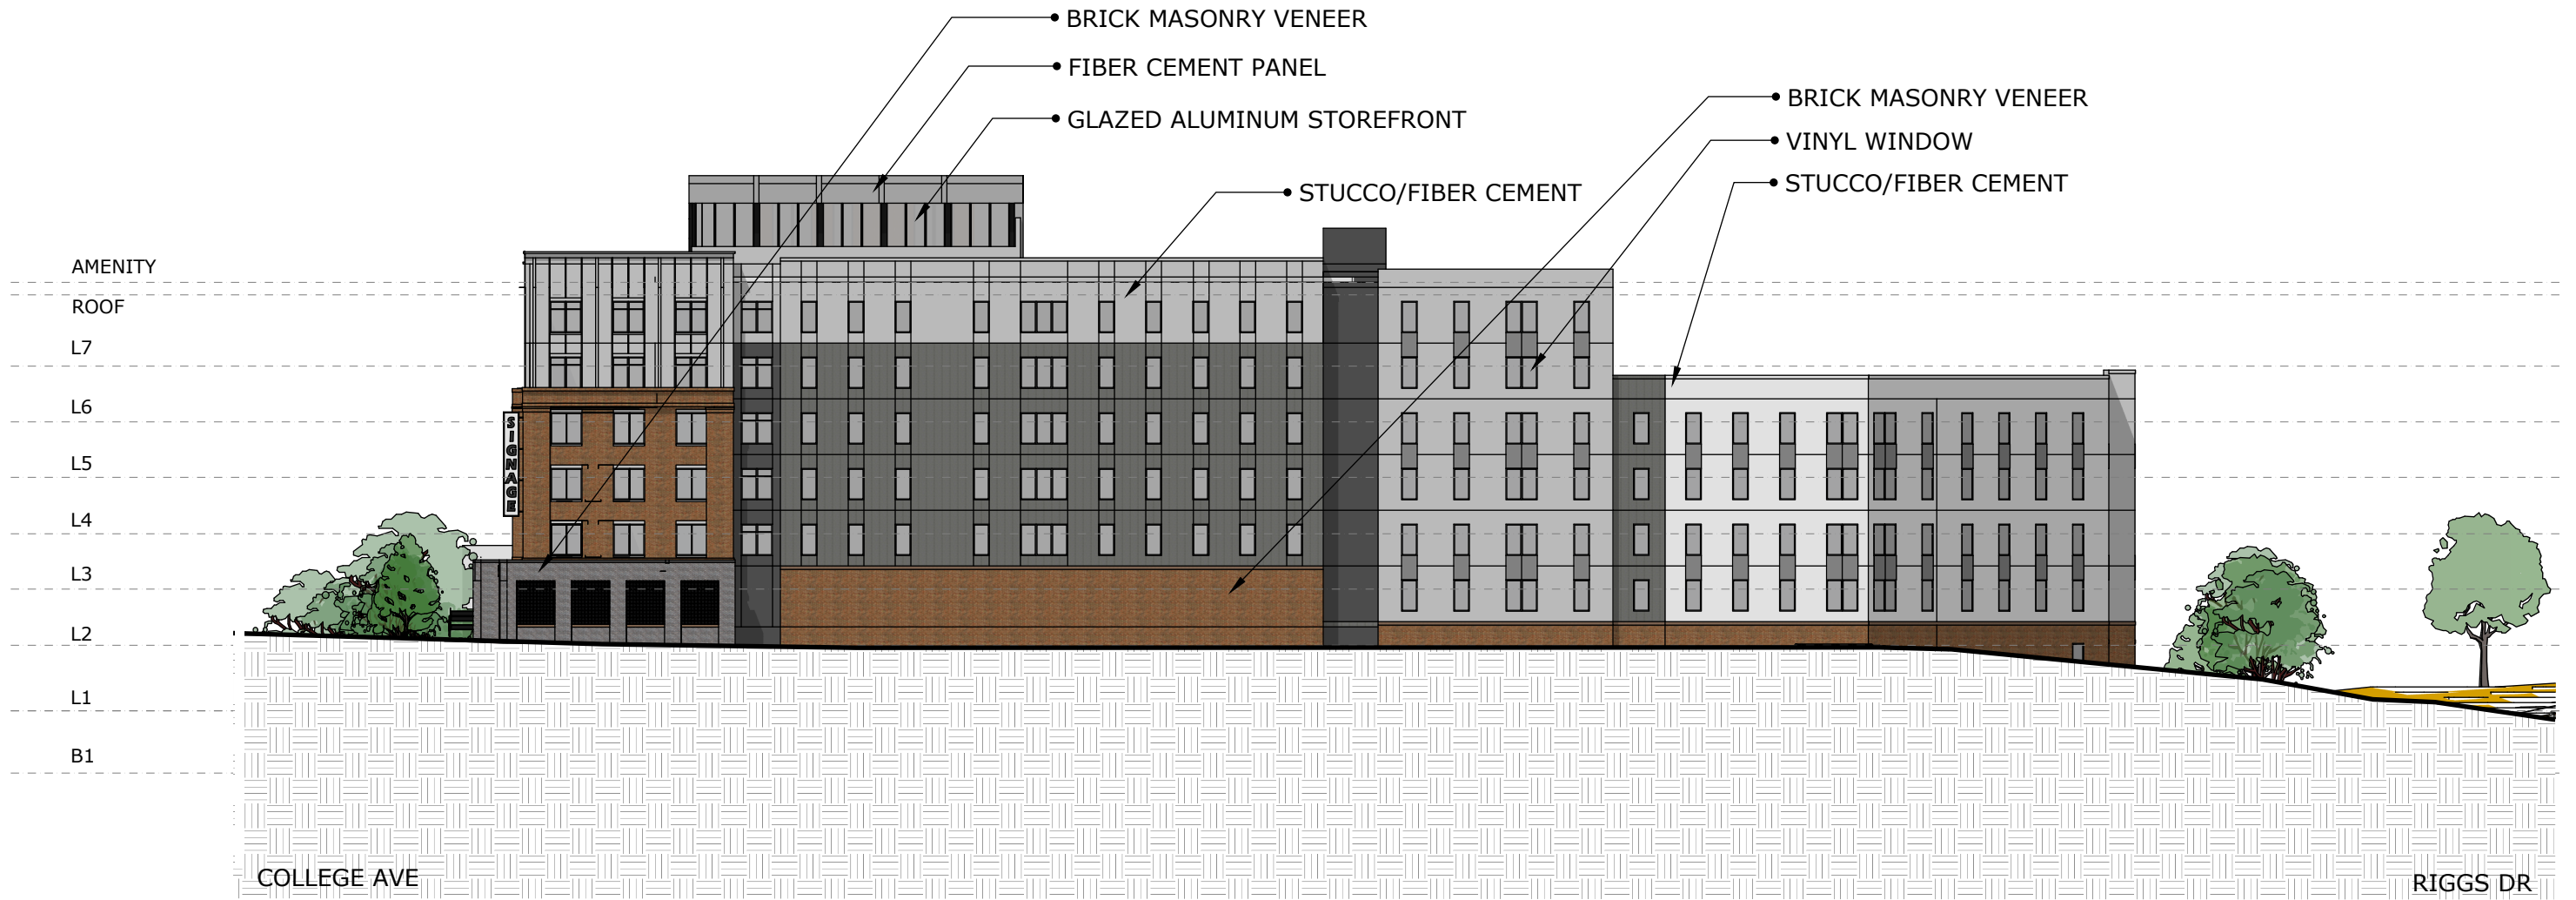 BRICK MASONRY VENEER
FIBER CEMENT PANEL
GLAZED ALUMINUM STOREFRONT
STUCCO/FIBER CEMENT
BRICK MASONRY VENEER
VINYL WINDOW
STUCCO/FIBER CEMENT
AMENITY
ROOF
L7
L6
L5
L4
L3
L2
L1
B1
SIGNAGE
COLLEGE AVE
RIGGS DR